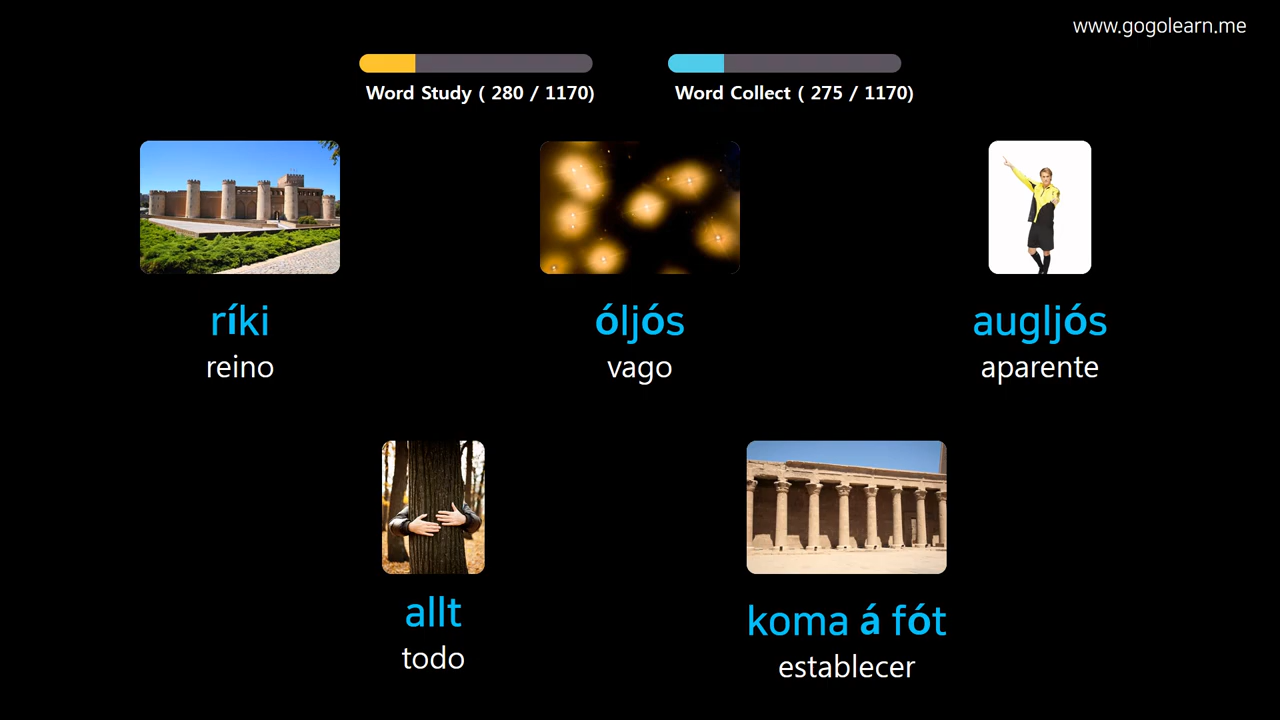 www.gogolearn.me
Word Study ( 280 / 1170)
Word Collect ( 275 / 1170)
ríki
reino
óljós
vago
augljós
aparente
allt
todo
koma á fót
establecer